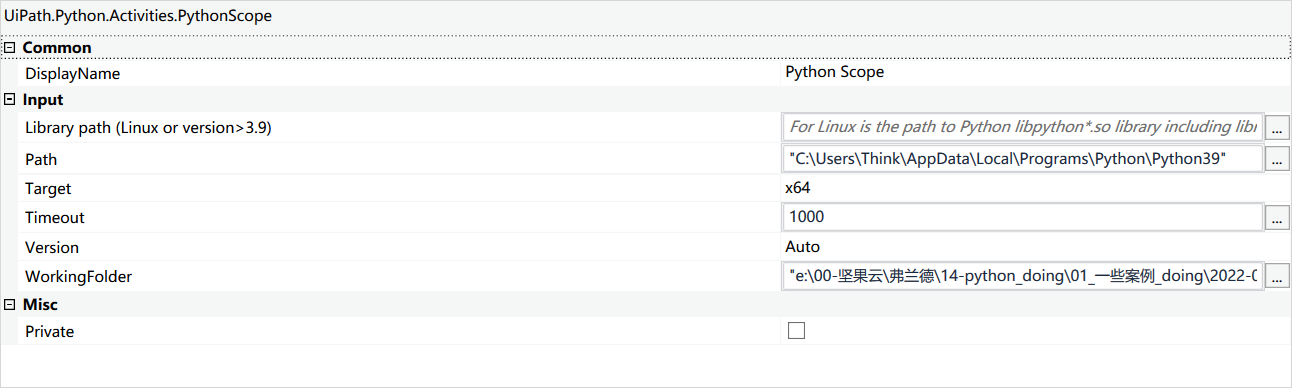 UiPath.Python.Activities.PythonScope
Common
DisplayName Python Scope
Input
Library path (Linux or version>3.9) For Linux is the path to Python libpython*.so library including lib ...
Path "C:\Users\Think\AppData\Local\Programs\Python\Python39" ...
Target x64
Timeout 1000 ...
Version Auto
WorkingFolder "e:\00-坚果云\弗兰德\14-python_doing\01_一些案例_doing\2022-0 ...
Misc
Private